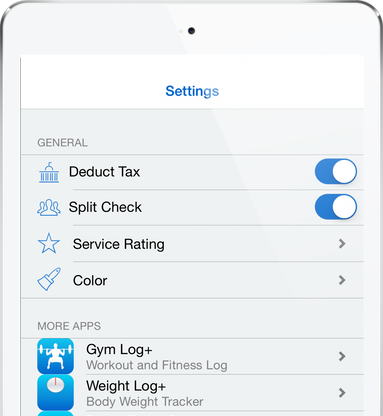 Settings
GENERAL
Deduct Tax
Split Check
Service Rating
Color
MORE APPS
Gym Log+
Workout and Fitness Log
Weight Log+
Body Weight Tracker